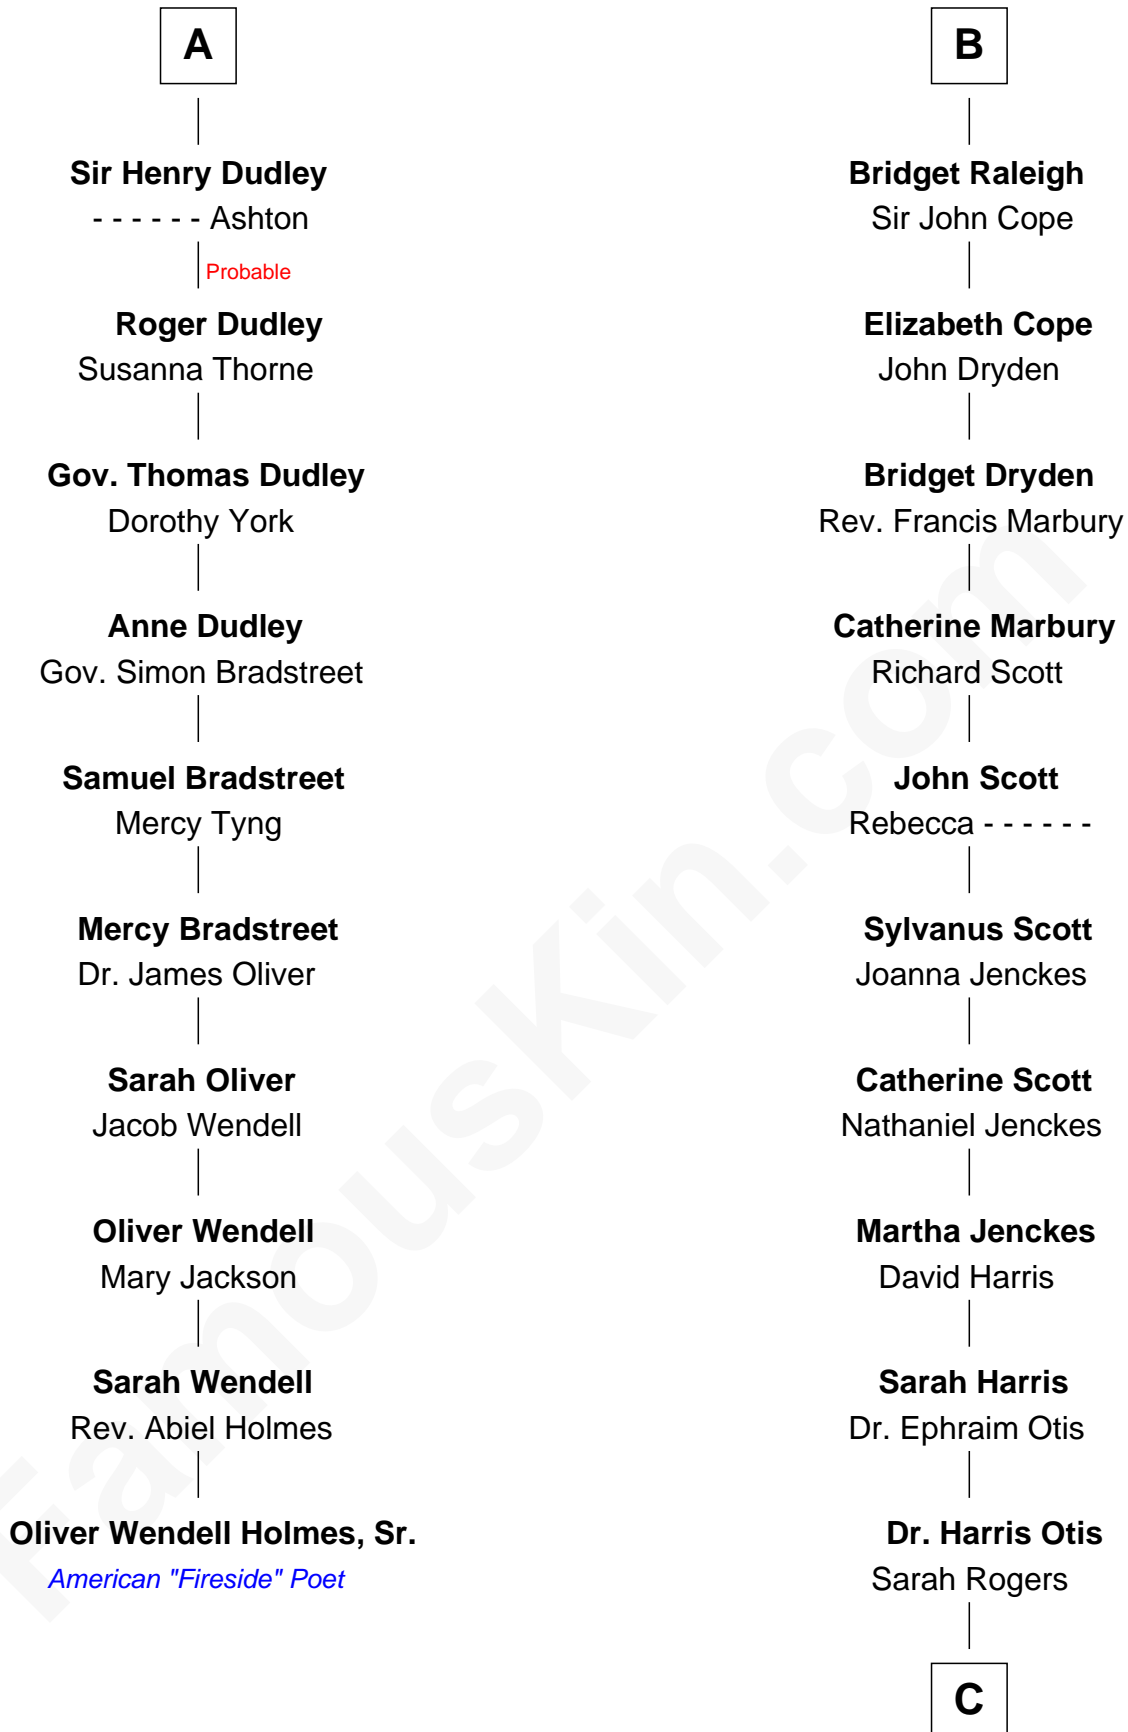 A
Sir Henry Dudley
- - - - - - Ashton
Probable
Roger Dudley
Susanna Thorne
Gov. Thomas Dudley
Dorothy York
Anne Dudley
Gov. Simon Bradstreet
Samuel Bradstreet
Mercy Tyng
Mercy Bradstreet
Dr. James Oliver
Sarah Oliver
Jacob Wendell
Oliver Wendell
Mary Jackson
Sarah Wendell
Rev. Abiel Holmes
Oliver Wendell Holmes, Sr.
American "Fireside" Poet
B
Bridget Raleigh
Sir John Cope
Elizabeth Cope
John Dryden
Bridget Dryden
Rev. Francis Marbury
Catherine Marbury
Richard Scott
John Scott
Rebecca - - - - - -
Sylvanus Scott
Joanna Jenckes
Catherine Scott
Nathaniel Jenckes
Martha Jenckes
David Harris
Sarah Harris
Dr. Ephraim Otis
Dr. Harris Otis
Sarah Rogers
C
FamousKin.com